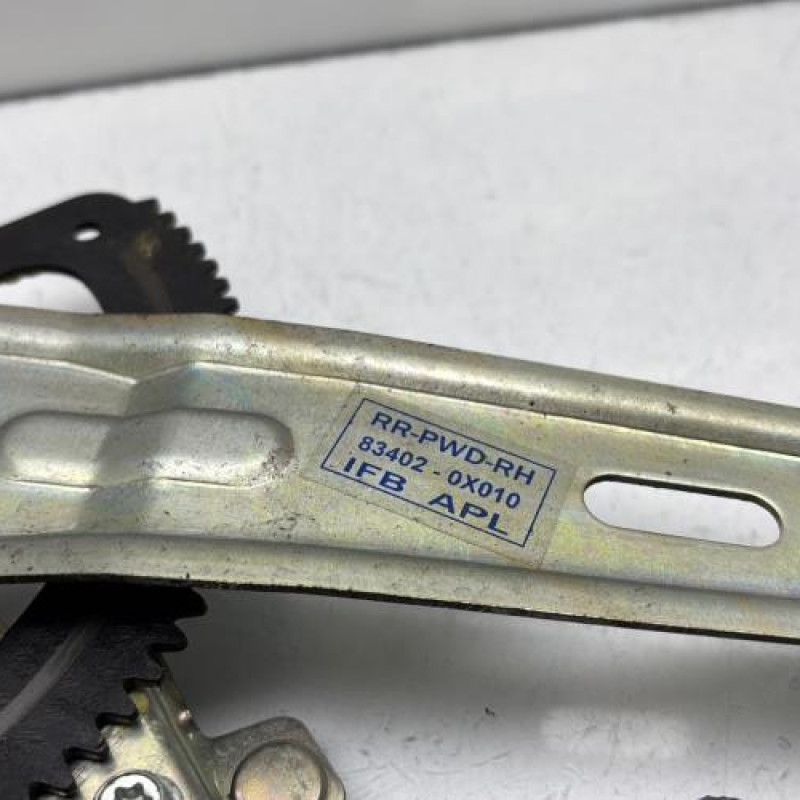 RR-PWD-RH
83402 - 0X010
IFB APL